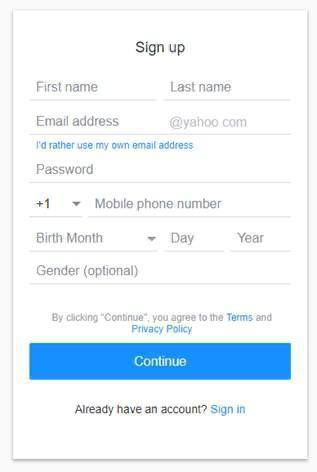 Sign up
First name Last name
Email address @yahoo.com
I'd rather use my own email address
Password
+1 Mobile phone number
Birth Month Day Year
Gender (optional)
By clicking "Continue", you agree to the Terms and
Privacy Policy
Continue
Already have an account? Sign in